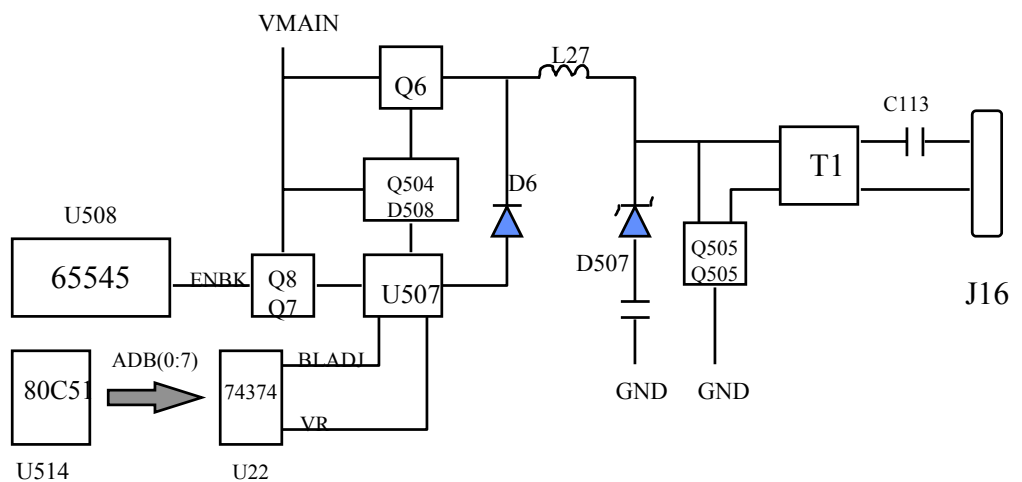 VMAIN
L27
Q6
C113
T1
Q504
D508
D6
U508
65545
ENBK
Q8
Q7
U507
D507
Q505
Q505
J16
80C51
ADB(0:7)
74374
BLADJ
VR
GND
GND
U514
U22